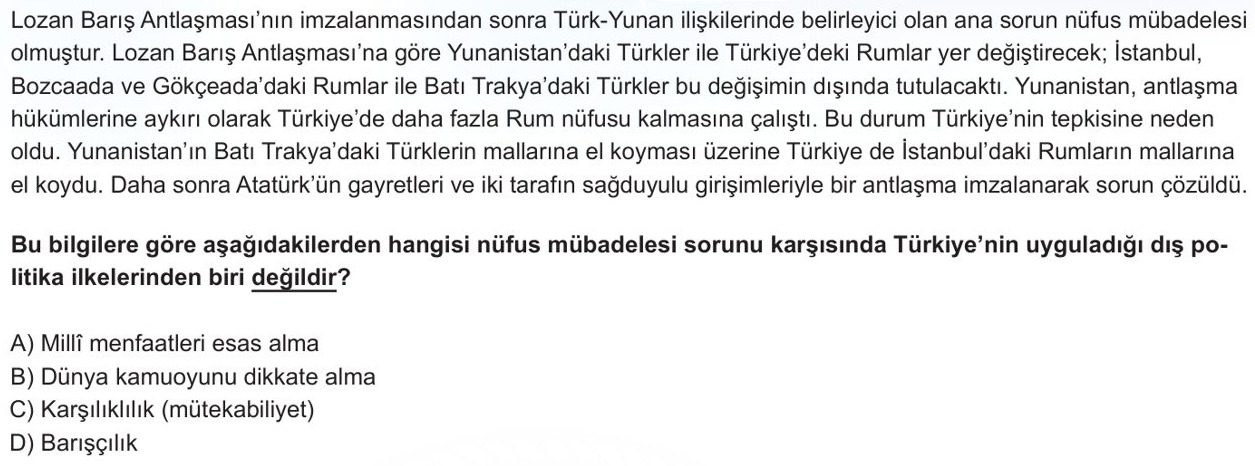 Lozan Barış Antlaşması’nın imzalanmasından sonra Türk-Yunan ilişkilerinde belirleyici olan ana sorun nüfus mübadelesi
olmuştur. Lozan Barış Antlaşması’na göre Yunanistan’daki Türkler ile Türkiye’deki Rumlar yer değiştirecek; İstanbul,
Bozcaada ve Gökçeada’daki Rumlar ile Batı Trakya’daki Türkler bu değişimin dışında tutulacaktı. Yunanistan, antlaşma
hükümlerine aykırı olarak Türkiye’de daha fazla Rum nüfusu kalmasına çalıştı. Bu durum Türkiye’nin tepkisine neden
oldu. Yunanistan’ın Batı Trakya’daki Türklerin mallarına el koyması üzerine Türkiye de İstanbul’daki Rumların mallarına
el koydu. Daha sonra Atatürk’ün gayretleri ve iki tarafın sağduyulu girişimleriyle bir antlaşma imzalanarak sorun çözüldü.
Bu bilgilere göre aşağıdakilerden hangisi nüfus mübadelesi sorunu karşısında Türkiye’nin uyguladığı dış po-
litika ilkelerinden biri değildir?
A) Millî menfaatleri esas alma
B) Dünya kamuoyunu dikkate alma
C) Karşılıklılık (mütekabiliyet)
D) Barışçılık